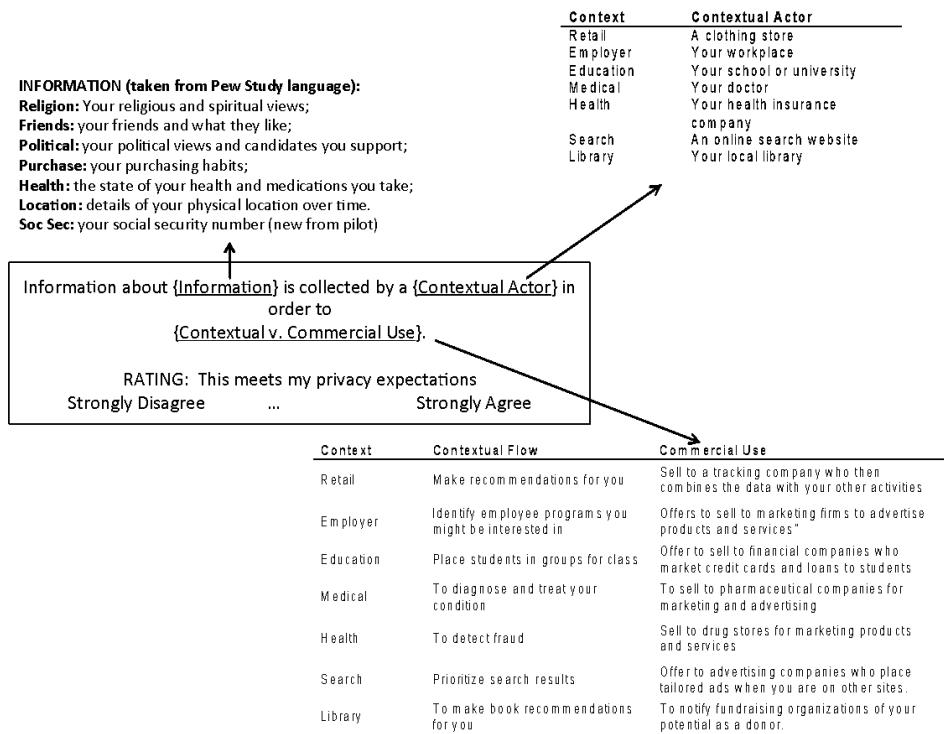 Context Contextual Actor
Retail A clothing store
Employer Your workplace
Education Your school or university
Medical Your doctor
Health Your health insurance
company
Search An online search website
Library Your local library
INFORMATION (taken from Pew Study language):
Religion: Your religious and spiritual views;
Friends: your friends and what they like;
Political: your political views and candidates you support;
Purchase: your purchasing habits;
Health: the state of your health and medications you take;
Location: details of your physical location over time.
Soc Sec: your social security number (new from pilot)
Information about {Information} is collected by a {Contextual Actor} in
order to
{Contextual v. Commercial Use}.
RATING: This meets my privacy expectations
Strongly Disagree ... Strongly Agree
Context Contextual Flow Commercial Use
Retail Make recommendations for you Sell to a tracking company who then
combines the data with your other activities
Employer Identify employee programs you Offers to sell to marketing firms to advertise
might be interested in products and services"
Education Place students in groups for class Offer to sell to financial companies who
market credit cards and loans to students
Medical To diagnose and treat your To sell to pharmaceutical companies for
condition marketing and advertising
Health To detect fraud Sell to drug stores for marketing products
and services
Search Prioritize search results Offer to advertising companies who place
tailored ads when you are on other sites.
Library To make book recommendations To notify fundraising organizations of your
for you potential as a donor.